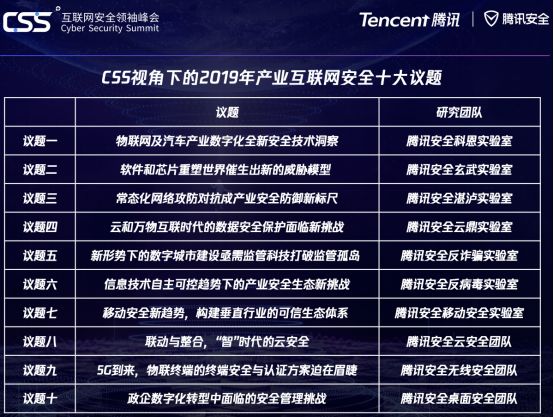 CSS 互联网安全领袖峰会
Cyber Security Summit
Tencent 腾讯 | 腾讯安全
CSS视角下的2019年产业互联网安全十大议题
议题 研究团队
议题一 物联网及汽车产业数字化全新安全技术洞察 腾讯安全科恩实验室
议题二 软件和芯片重塑世界催生出新的威胁模型 腾讯安全玄武实验室
议题三 常态化网络攻防对抗成产业安全防御新标尺 腾讯安全湛泸实验室
议题四 云和万物互联时代的数据安全保护面临新挑战 腾讯安全云鼎实验室
议题五 新形势下的数字城市建设亟需监管科技打破监管孤岛 腾讯安全反诈骗实验室
议题六 信息技术自主可控趋势下的产业安全生态新挑战 腾讯安全反病毒实验室
议题七 移动安全新趋势，构建垂直行业的可信生态体系 腾讯安全移动安全实验室
议题八 联动与整合，“智”时代的云安全 腾讯安全云安全团队
议题九 5G到来，物联终端的终端安全与认证方案迫在眉睫 腾讯安全无线安全团队
议题十 政企数字化转型中面临的安全管理挑战 腾讯安全桌面安全团队